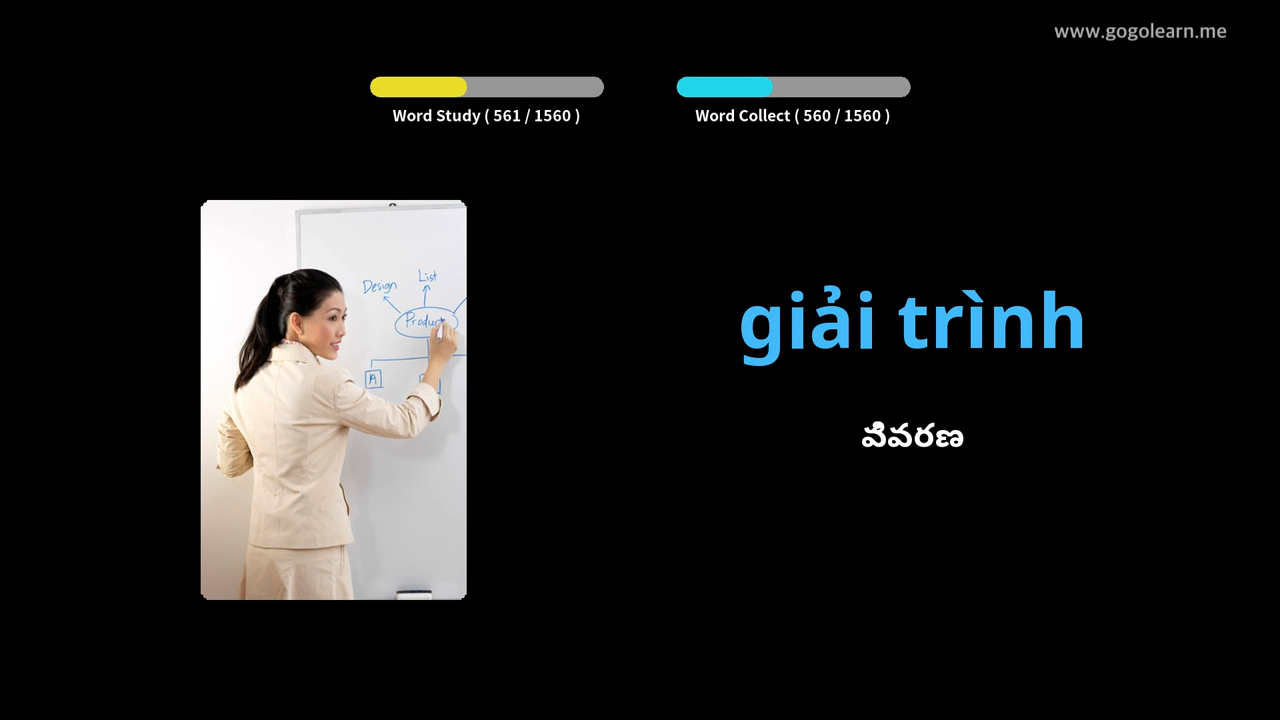 www.gogolearn.me
Word Study ( 561 / 1560 )
Word Collect ( 560 / 1560 )
Design
List
Product
A
giải trình
వివరణ